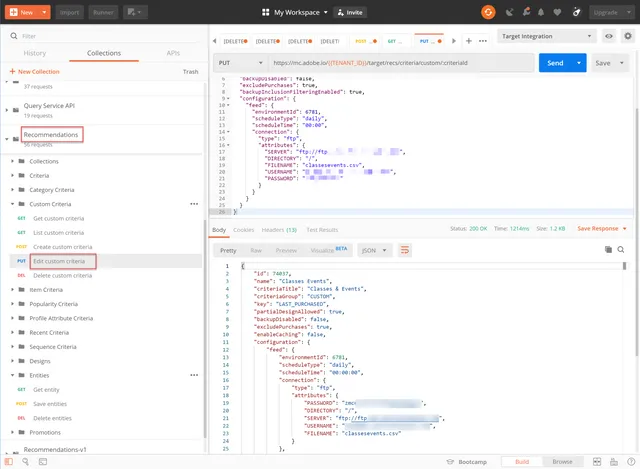 New
Import
Runner
My Workspace
Invite
Upgrade
Filter
History
Collections
APIs
New Collection
Trash
37 requests
Query Service API
19 requests
Recommendations
36 requests
Collections
Criteria
Category Criteria
Custom Criteria
GET Get custom criteria
GET List custom criteria
POST Create custom criteria
PUT Edit custom criteria
DEL Delete custom criteria
Item Criteria
Popularity Criteria
Profile Attribute Criteria
Recent Criteria
Sequence Criteria
Designs
Entities
GET Get entity
POST Save entities
DEL Delete entities
Promotions
Recommendations-v1
[DELETE [DELETE [DELETE [DELETE POST GET PUT
Target Integration
PUT
https://mc.adobe.io/{{TENANT_ID}}/target/recs/criteria/custom/:criteriaId
Send
Save
6 "backupDisabled": false,
7 "excludePurchases": true,
8 "backupInclusionFilteringEnabled": true,
9 "configuration": {
10 "feed": {
11 "environmentId": 6781,
12 "scheduleType": "daily",
13 "scheduleTime": "00:00",
14 "connection": {
15 "type": "ftp",
16 "attributes": {
17 "SERVER": "ftp://ftp
18 "DIRECTORY": "/",
19 "FILENAME": "classesevents.csv",
20 "USERNAME": "
21 "PASSWORD": "
22 }
23 }
24 }
25 }
26 }
Body Cookies Headers (13) Test Results
Status: 200 OK Time: 1214ms Size: 1.2 KB Save Response
Pretty Raw Preview Visualize BETA JSON
1 {
2 "id": 74037,
3 "name": "Classes Events",
4 "criteriaTitle": "Classes & Events",
5 "criteriaGroup": "CUSTOM",
6 "key": "LAST_PURCHASED",
7 "partialDesignAllowed": true,
8 "backupDisabled": false,
9 "excludePurchases": true,
10 "enableCaching": false,
11 "configuration": {
12 "feed": {
13 "environmentId": 6781,
14 "scheduleType": "daily",
15 "scheduleTime": "00:00:00",
16 "connection": {
17 "type": "ftp",
18 "attributes": {
19 "PASSWORD": "
20 "DIRECTORY": "/",
21 "SERVER": "ftp://ftp
22 "USERNAME": "
23 "FILENAME": "classesevents.csv"
24 }
25 },
Bootcamp
Build
Browse